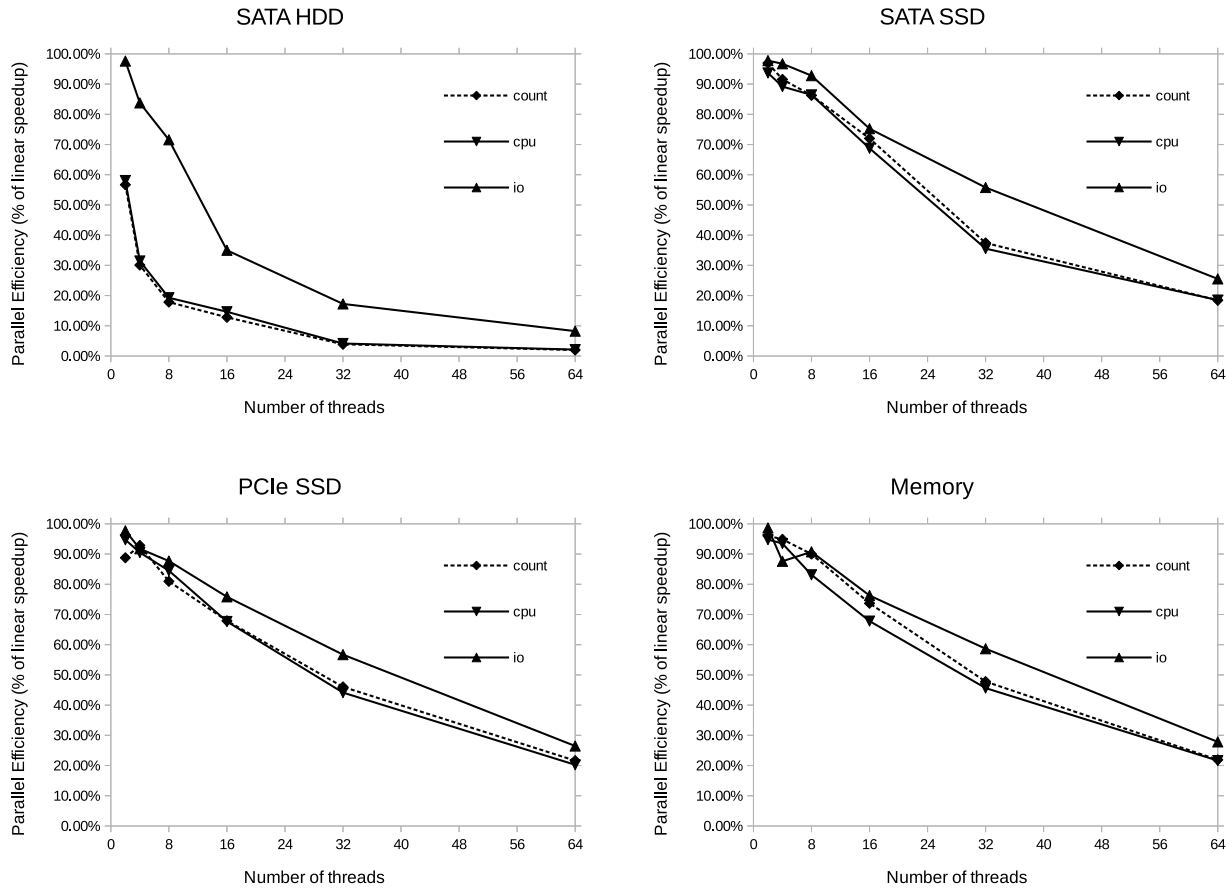 SATA HDD
Parallel Efficiency (% of linear speedup)
100.00%
90.00%
80.00%
70.00%
60.00%
50.00%
40.00%
30.00%
20.00%
10.00%
0.00%
count
cpu
io
0 8 16 24 32 40 48 56 64
Number of threads
SATA SSD
Parallel Efficiency (% of linear speedup)
100.00%
90.00%
80.00%
70.00%
60.00%
50.00%
40.00%
30.00%
20.00%
10.00%
0.00%
count
cpu
io
0 8 16 24 32 40 48 56 64
Number of threads
PCIe SSD
Parallel Efficiency (% of linear speedup)
100.00%
90.00%
80.00%
70.00%
60.00%
50.00%
40.00%
30.00%
20.00%
10.00%
0.00%
count
cpu
io
0 8 16 24 32 40 48 56 64
Number of threads
Memory
Parallel Efficiency (% of linear speedup)
100.00%
90.00%
80.00%
70.00%
60.00%
50.00%
40.00%
30.00%
20.00%
10.00%
0.00%
count
cpu
io
0 8 16 24 32 40 48 56 64
Number of threads